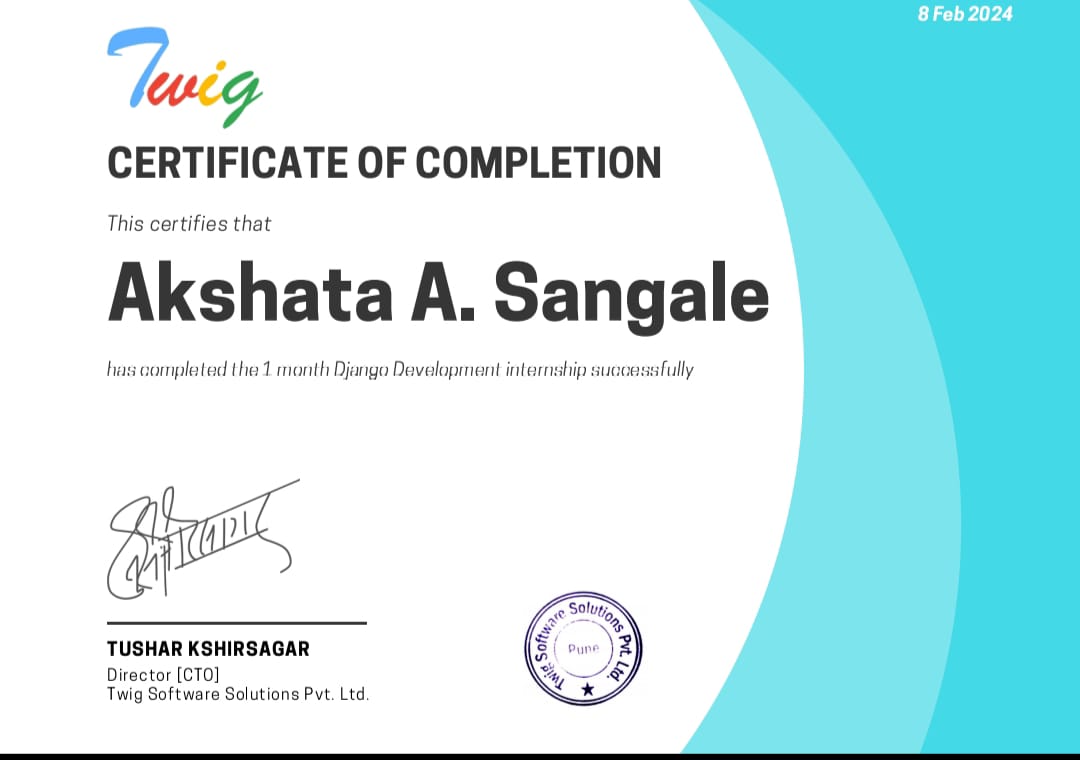 8 Feb 2024
Twig
CERTIFICATE OF COMPLETION
This certifies that
Akshata A. Sangale
has completed the 1 month Django Development internship successfully
TUSHAR KSHIRSAGAR
Director [CTO]
Twig Software Solutions Pvt. Ltd.
Twig Software Solutions Pvt. Ltd.
Pune